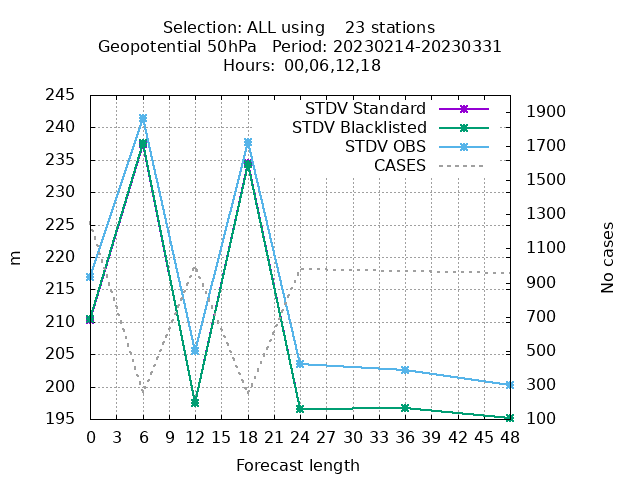 Selection: ALL using    23 stations
Geopotential 50hPa   Period: 20230214-20230331
Hours: 00,06,12,18
STDV Standard
STDV Blacklisted
STDV OBS
CASES
245
240
235
230
225
220
215
210
205
200
195
m
1900
1700
1500
1300
1100
900
700
500
300
100
No cases
0 3 6 9 12 15 18 21 24 27 30 33 36 39 42 45 48
Forecast length